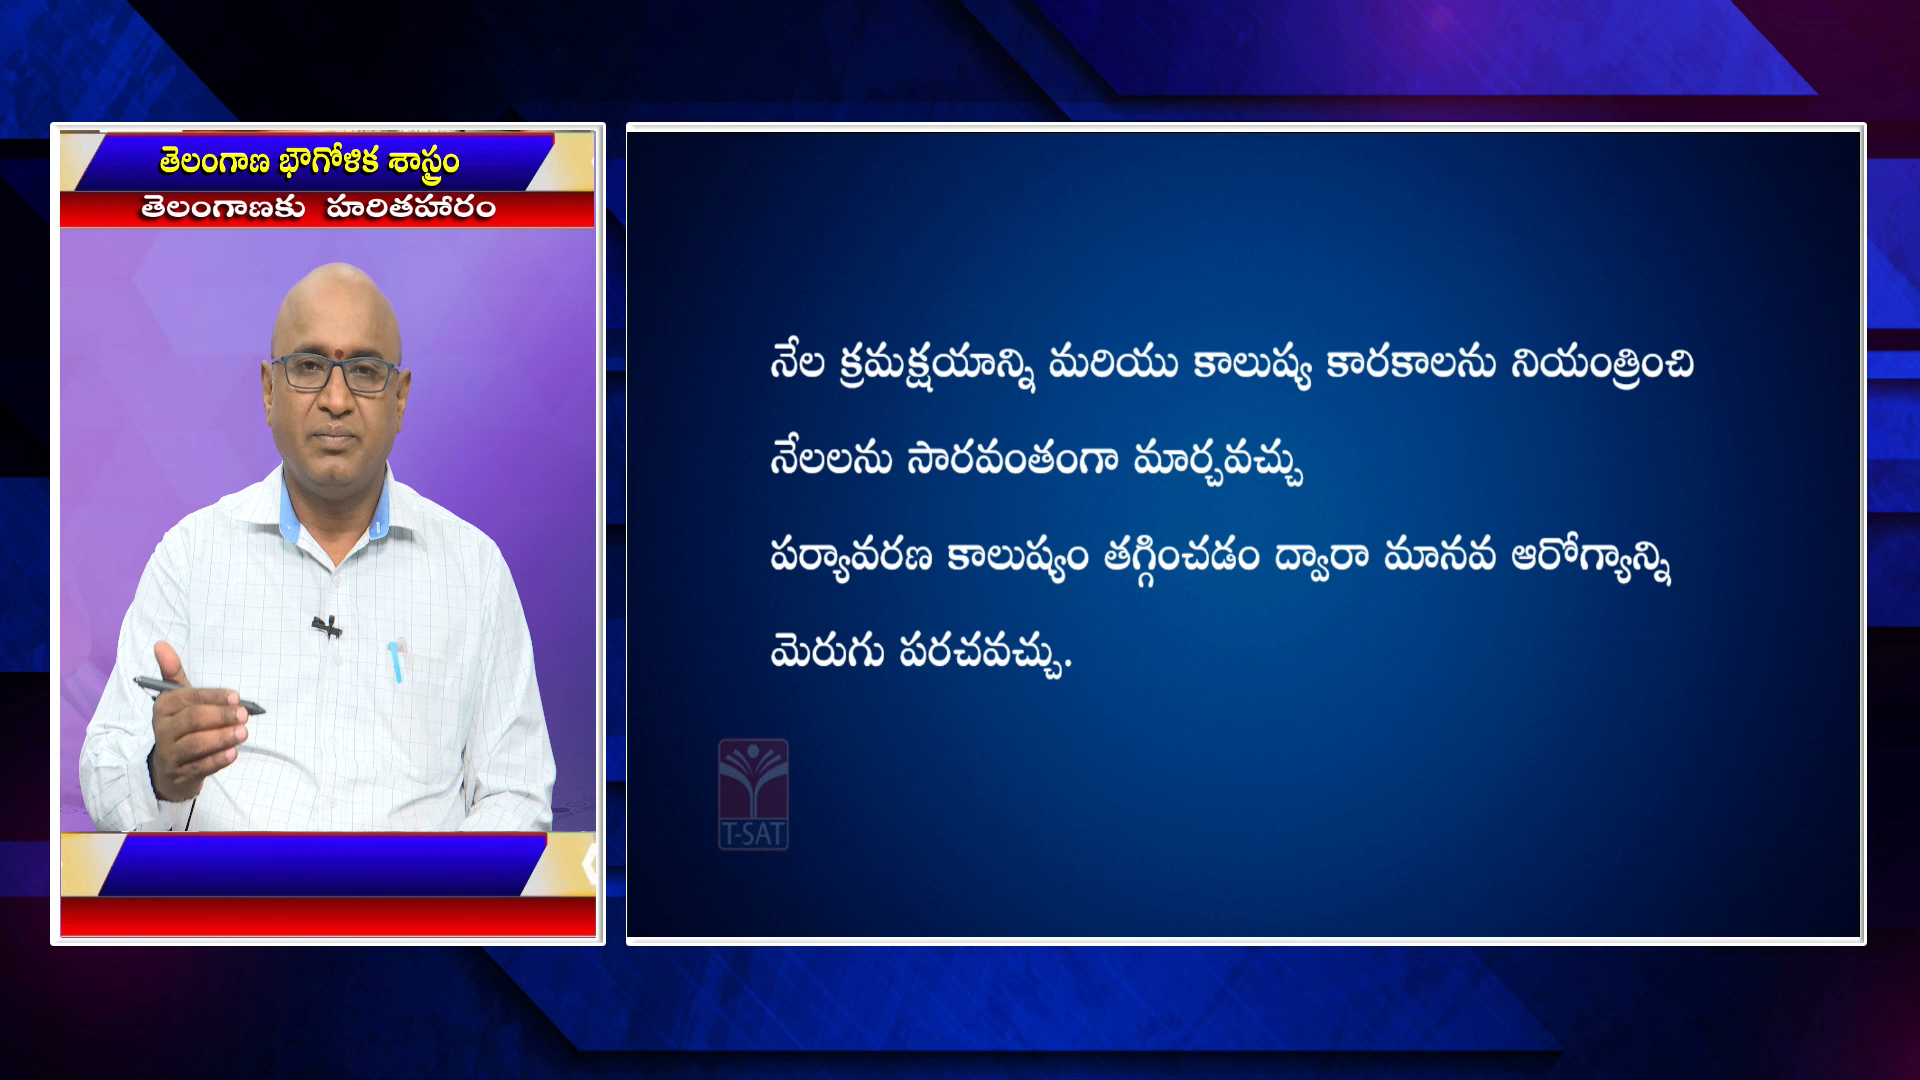 తెలంగాణ భౌగోళిక శాస్త్రం
తెలంగాణకు హరితహారం
నేల క్రమక్షయాన్ని మరియు కాలుష్య కారకాలను నియంత్రించి
నేలలను సారవంతంగా మార్చవచ్చు
పర్యావరణ కాలుష్యం తగ్గించడం ద్వారా మానవ ఆరోగ్యాన్ని
మెరుగు పరచవచ్చు.
T-SAT